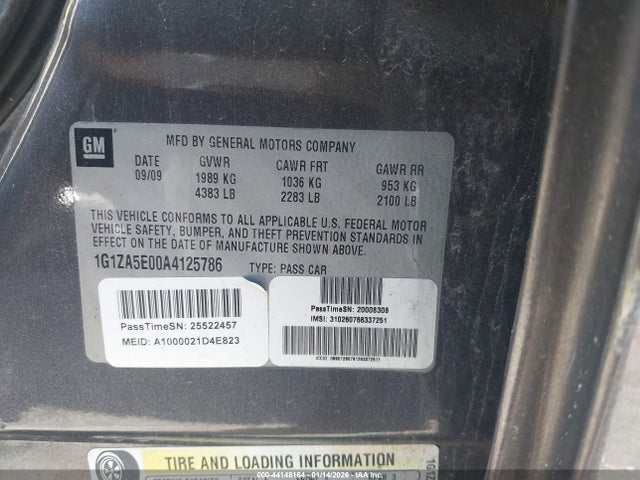 GM
MFD BY GENERAL MOTORS COMPANY
DATE GVWR GAWR FRT GAWR RR
09/09 1989 KG 1036 KG 953 KG
4383 LB 2283 LB 2100 LB
THIS VEHICLE CONFORMS TO ALL APPLICABLE U.S. FEDERAL MOTOR
VEHICLE SAFETY, BUMPER, AND THEFT PREVENTION STANDARDS IN
EFFECT ON THE DATE OF MANUFACTURE SHOWN ABOVE.
1G1ZA5E00A4125786 TYPE: PASS CAR
PassTimeSN: 25522457
MEID: A1000021D4E823
PassTimeSN: 20008308
IMSI: 310260766337251
TIRE AND LOADING INFORMATION
000-44148164 - 01/14/2026 - IAA Inc.